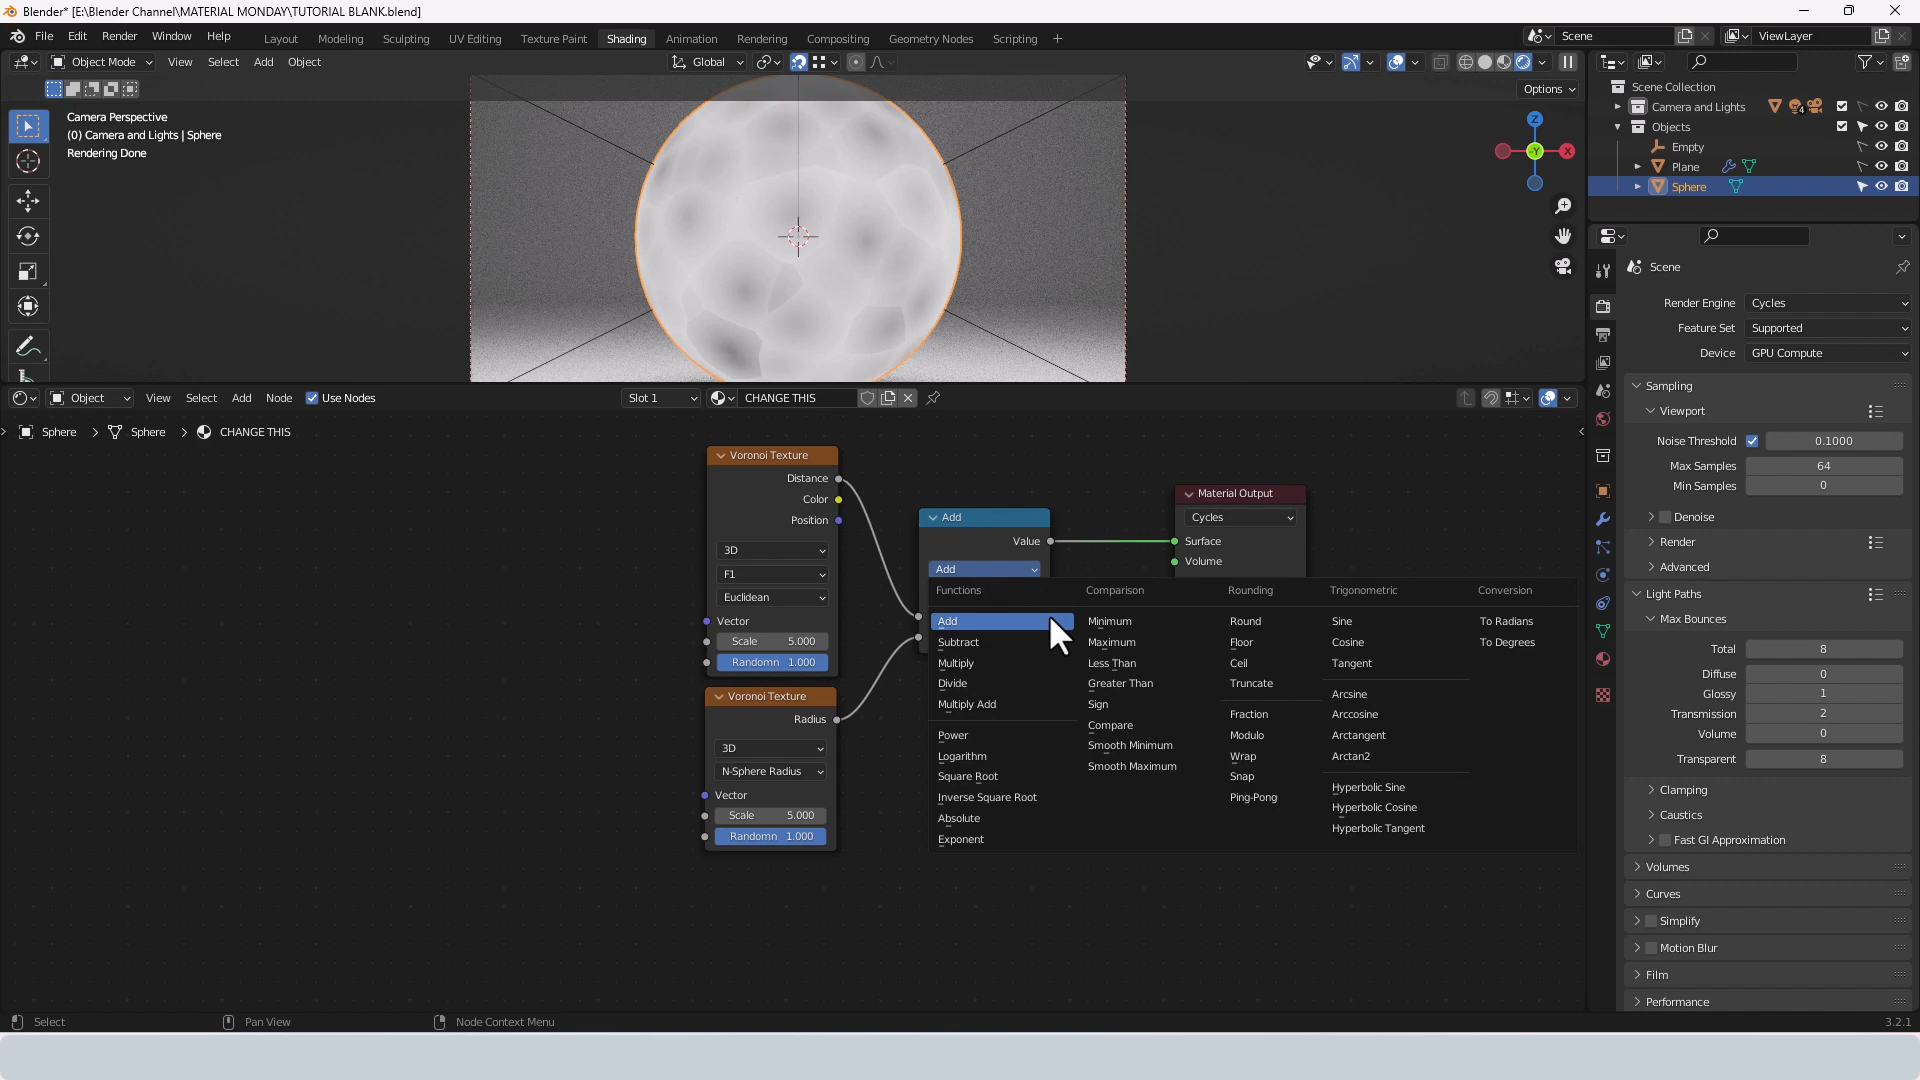 Blender* [E:\Blender Channel\MATERIAL MONDAY\TUTORIAL BLANK.blend]
File Edit Render Window Help Layout Modeling Sculpting UV Editing Texture Paint Shading Animation Rendering Compositing Geometry Nodes Scripting + Scene ViewLayer
Object Mode View Select Add Object Global
Options
Camera Perspective
(0) Camera and Lights | Sphere
Rendering Done
Z
X
-Y
Scene Collection
Camera and Lights 4
Objects
Empty
Plane
Sphere
Scene
Render Engine Cycles
Feature Set Supported
Device GPU Compute
Sampling
Viewport
Noise Threshold 0.1000
Max Samples 64
Min Samples 0
Denoise
Render
Advanced
Light Paths
Max Bounces
Total 8
Diffuse 0
Glossy 1
Transmission 2
Volume 0
Transparent 8
Clamping
Caustics
Fast GI Approximation
Volumes
Curves
Simplify
Motion Blur
Film
Performance
Object View Select Add Node Use Nodes Slot 1 CHANGE THIS
Sphere > Sphere > CHANGE THIS
Voronoi Texture
Distance
Color
Position
3D
F1
Euclidean
Vector
Scale 5.000
Randomn 1.000
Voronoi Texture
Radius
3D
N-Sphere Radius
Vector
Scale 5.000
Randomn 1.000
Add
Value
Add
Material Output
Cycles
Surface
Volume
Functions Comparison Rounding Trigonometric Conversion
Add Minimum Round Sine To Radians
Subtract Maximum Floor Cosine To Degrees
Multiply Less Than Ceil Tangent
Divide Greater Than Truncate Arcsine
Multiply Add Sign Fraction Arccosine
Power Compare Modulo Arctangent
Logarithm Smooth Minimum Wrap Arctan2
Square Root Smooth Maximum Snap Hyperbolic Sine
Inverse Square Root Ping-Pong Hyperbolic Cosine
Absolute Hyperbolic Tangent
Exponent
Select Pan View Node Context Menu 3.2.1